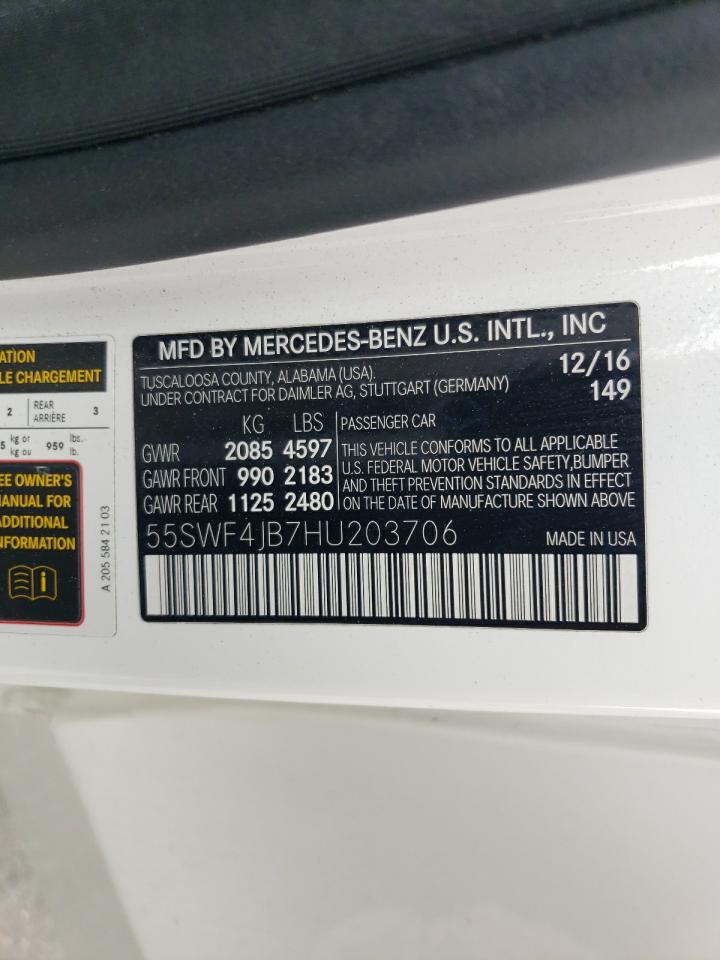 ATION
LE CHARGEMENT
2 REAR ARRIÈRE 3
5 kg or kg ou 959 lbs. lb.
EE OWNER'S
MANUAL FOR
ADDITIONAL
INFORMATION
A 205 584 21 03
MFD BY MERCEDES-BENZ U.S. INTL., INC
TUSCALOOSA COUNTY, ALABAMA (USA). 12/16
UNDER CONTRACT FOR DAIMLER AG, STUTTGART (GERMANY) 149
KG LBS PASSENGER CAR
GVWR 2085 4597 THIS VEHICLE CONFORMS TO ALL APPLICABLE
U.S. FEDERAL MOTOR VEHICLE SAFETY,BUMPER
GAWR FRONT 990 2183 AND THEFT PREVENTION STANDARDS IN EFFECT
GAWR REAR 1125 2480 ON THE DATE OF MANUFACTURE SHOWN ABOVE
55SWF4JB7HU203706 MADE IN USA